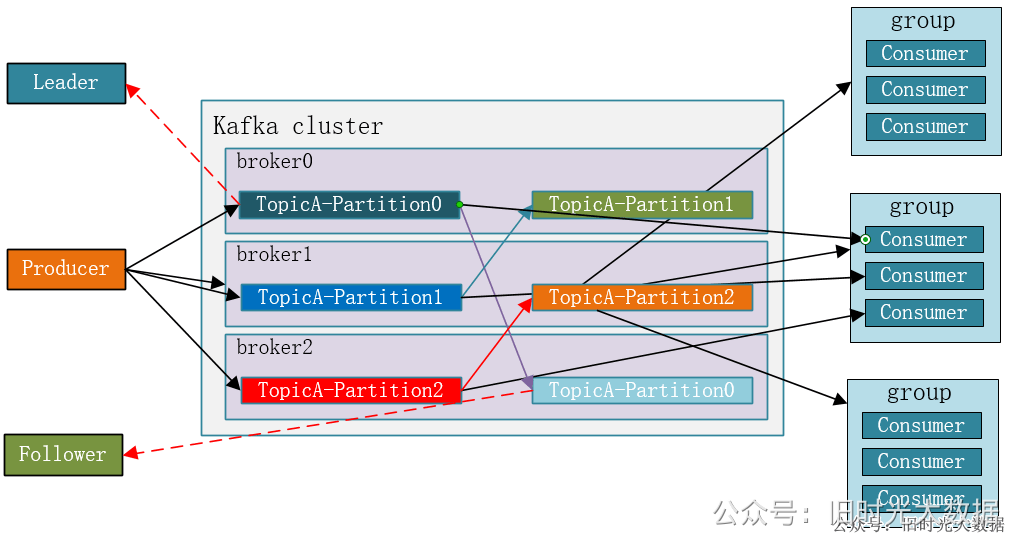 Leader
Producer
Follower
Kafka cluster
broker0
TopicA-Partition0
TopicA-Partition1
broker1
TopicA-Partition1
TopicA-Partition2
broker2
TopicA-Partition2
TopicA-Partition0
group
Consumer
Consumer
Consumer
group
Consumer
Consumer
Consumer
group
Consumer
Consumer
Consumer
公众号：旧时光大数据
公众号：旧时光大数据